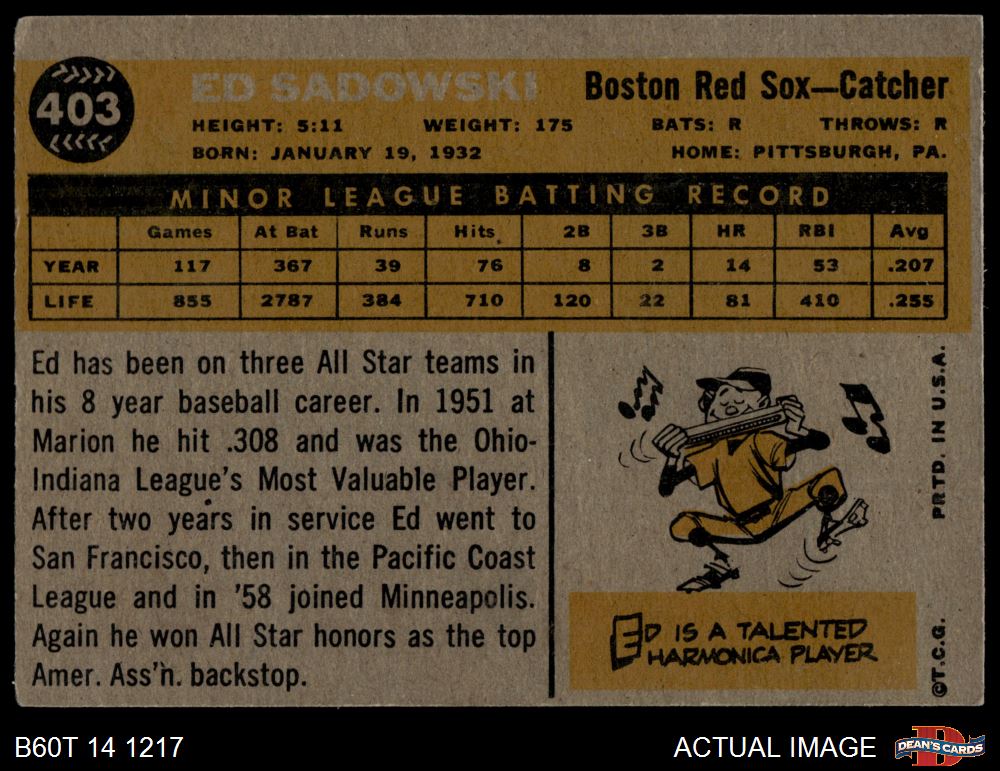 403
ED SADOWSKI
Boston Red Sox—Catcher
HEIGHT: 5:11 WEIGHT: 175 BATS: R THROWS: R
BORN: JANUARY 19, 1932 HOME: PITTSBURGH, PA.
MINOR LEAGUE BATTING RECORD
Games At Bat Runs Hits 2B 3B HR RBI Avg
YEAR 117 367 39 76 8 2 14 53 .207
LIFE 855 2787 384 710 120 22 81 410 .255
Ed has been on three All Star teams in
his 8 year baseball career. In 1951 at
Marion he hit .308 and was the Ohio-
Indiana League's Most Valuable Player.
After two years in service Ed went to
San Francisco, then in the Pacific Coast
League and in '58 joined Minneapolis.
Again he won All Star honors as the top
Amer. Ass'n. backstop.
ED IS A TALENTED
HARMONICA PLAYER
©T.C.G. PRTD. IN U.S.A.
B60T 14 1217
ACTUAL IMAGE
D
DEAN'S CARDS